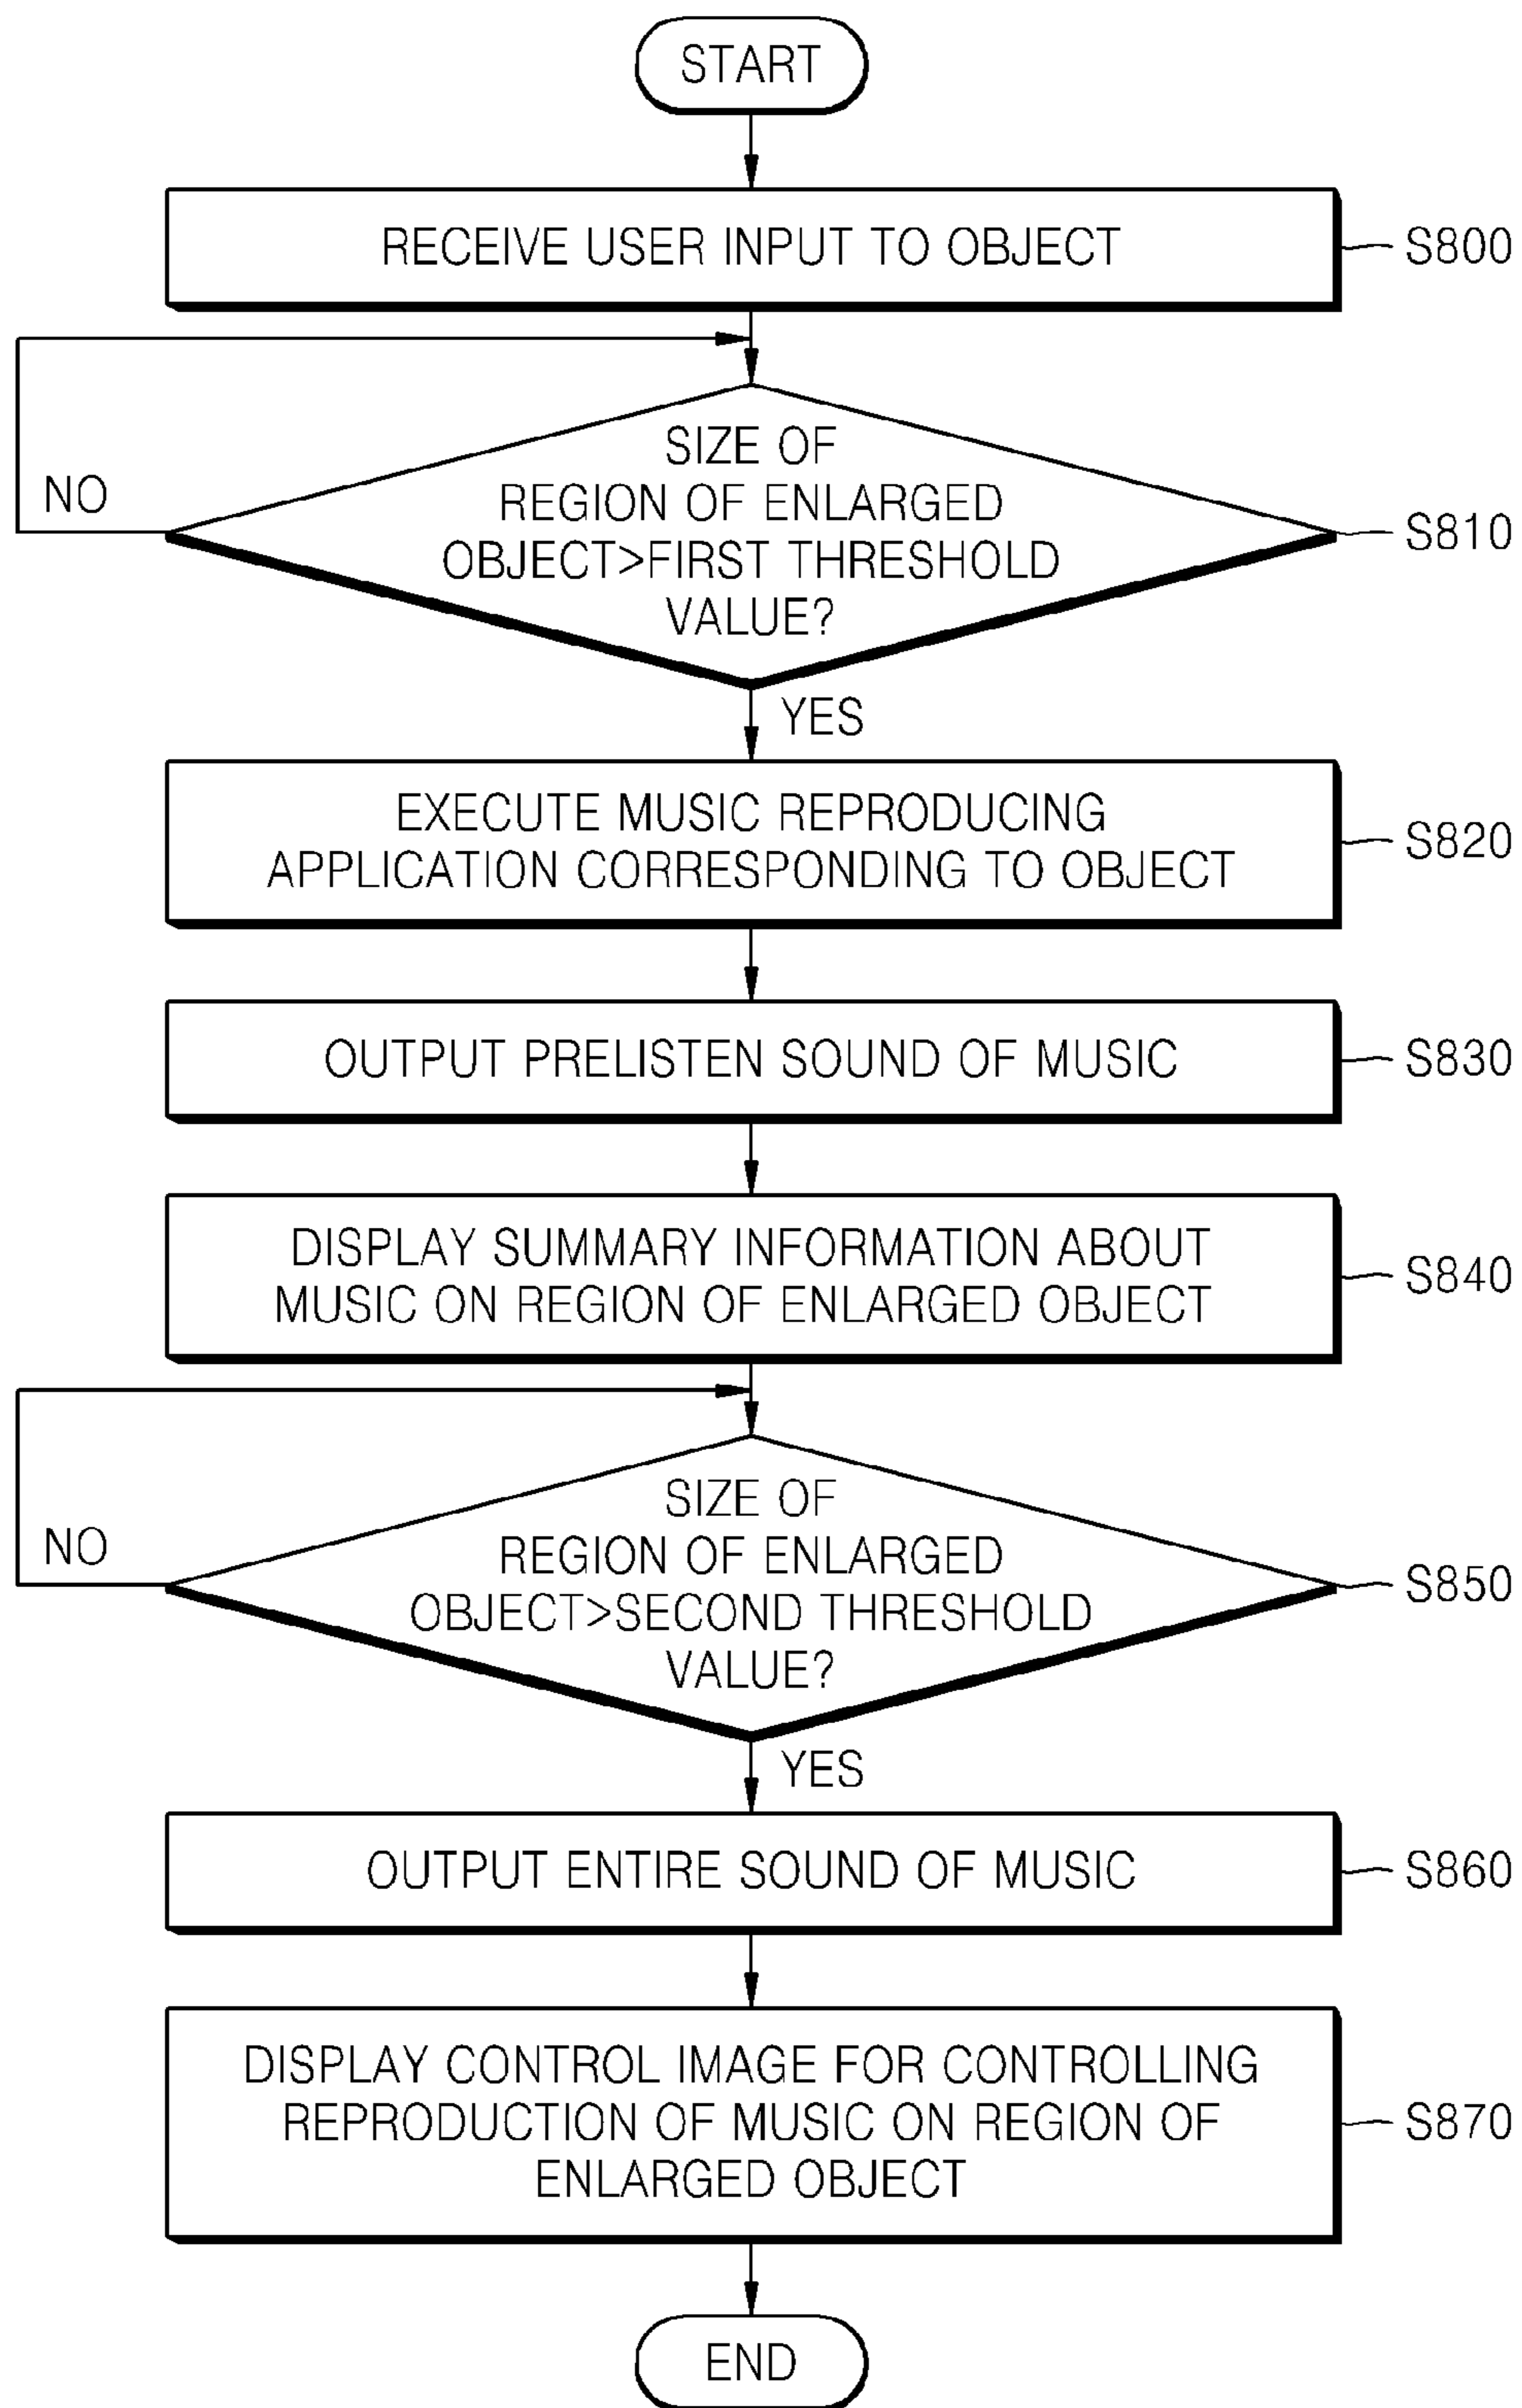 START
RECEIVE USER INPUT TO OBJECT
S800
SIZE OF
REGION OF ENLARGED
OBJECT>FIRST THRESHOLD
VALUE?
S810
NO
YES
EXECUTE MUSIC REPRODUCING
APPLICATION CORRESPONDING TO OBJECT
S820
OUTPUT PRELISTEN SOUND OF MUSIC
S830
DISPLAY SUMMARY INFORMATION ABOUT
MUSIC ON REGION OF ENLARGED OBJECT
S840
SIZE OF
REGION OF ENLARGED
OBJECT>SECOND THRESHOLD
VALUE?
S850
NO
YES
OUTPUT ENTIRE SOUND OF MUSIC
S860
DISPLAY CONTROL IMAGE FOR CONTROLLING
REPRODUCTION OF MUSIC ON REGION OF
ENLARGED OBJECT
S870
END